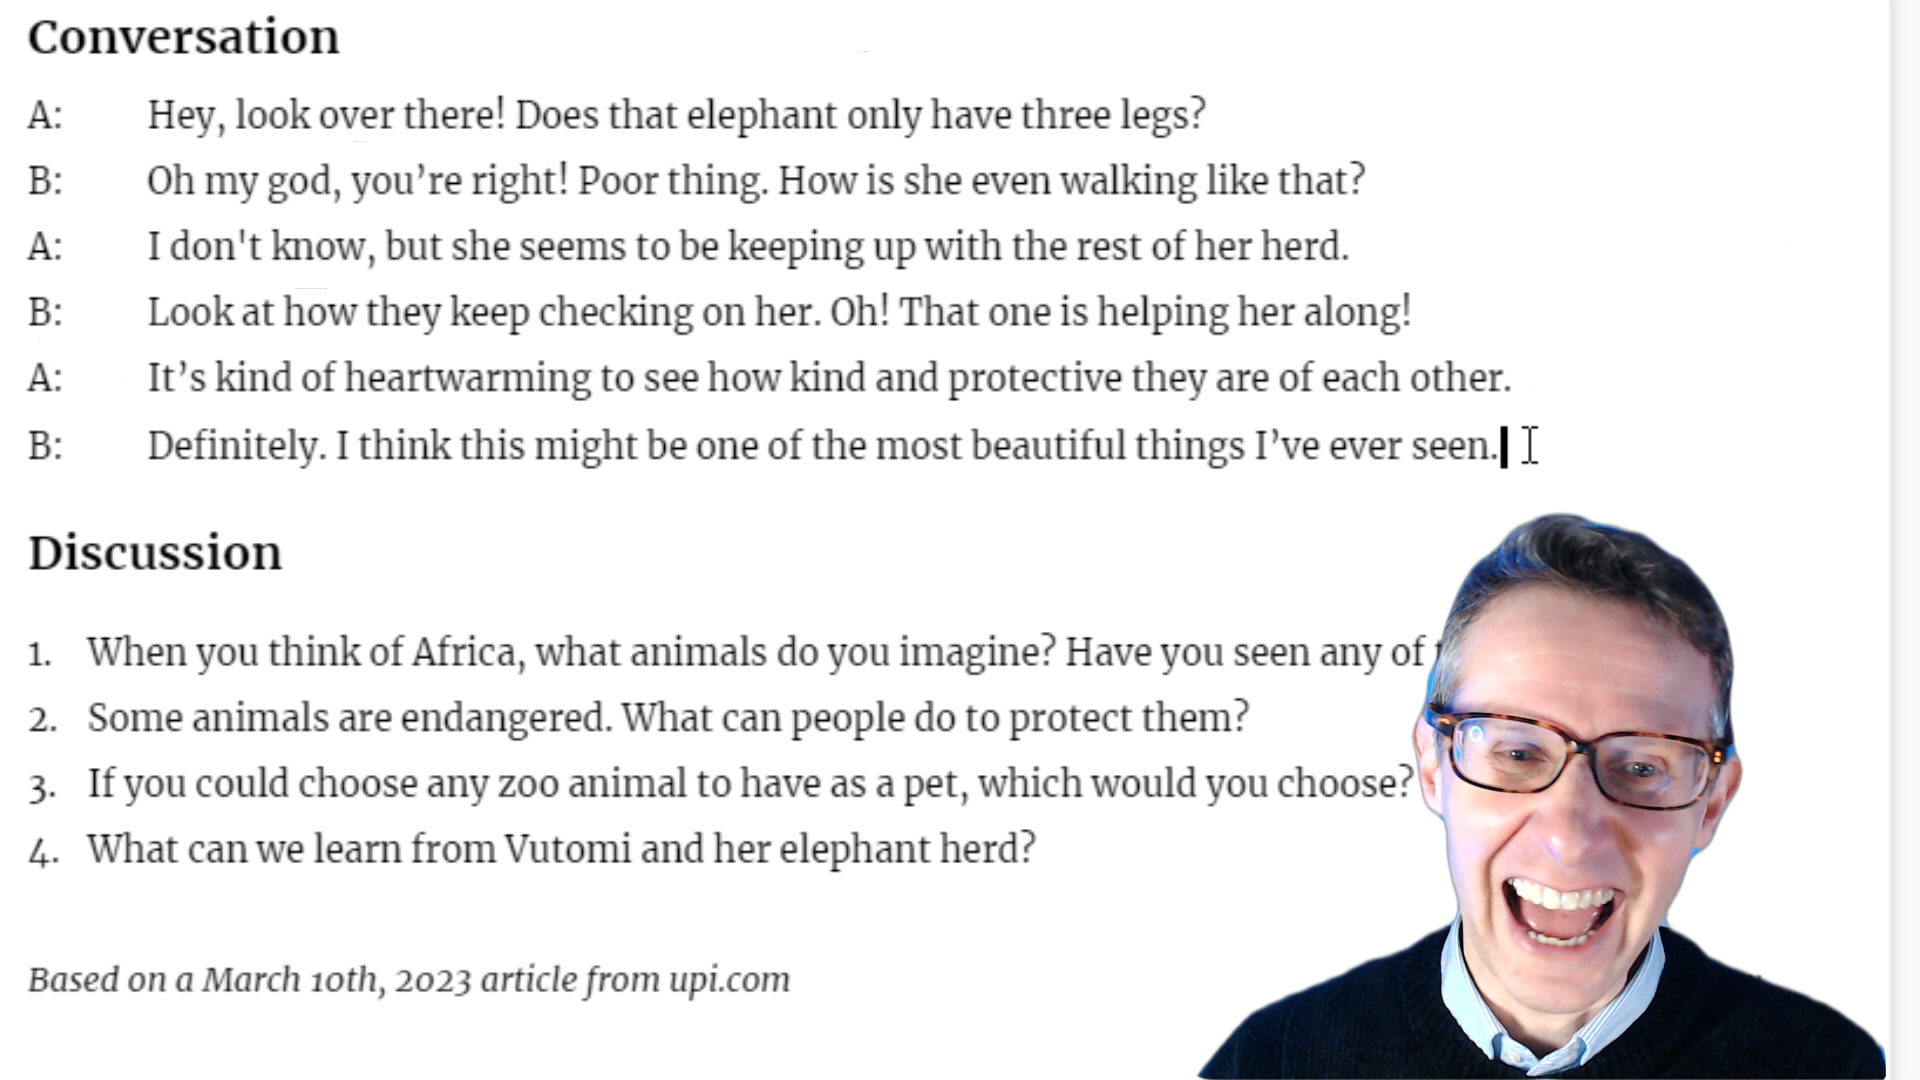 Conversation
A: Hey, look over there! Does that elephant only have three legs?
B: Oh my god, you’re right! Poor thing. How is she even walking like that?
A: I don't know, but she seems to be keeping up with the rest of her herd.
B: Look at how they keep checking on her. Oh! That one is helping her along!
A: It’s kind of heartwarming to see how kind and protective they are of each other.
B: Definitely. I think this might be one of the most beautiful things I’ve ever seen.
Discussion
1. When you think of Africa, what animals do you imagine? Have you seen any of
2. Some animals are endangered. What can people do to protect them?
3. If you could choose any zoo animal to have as a pet, which would you choose?
4. What can we learn from Vutomi and her elephant herd?
Based on a March 10th, 2023 article from upi.com